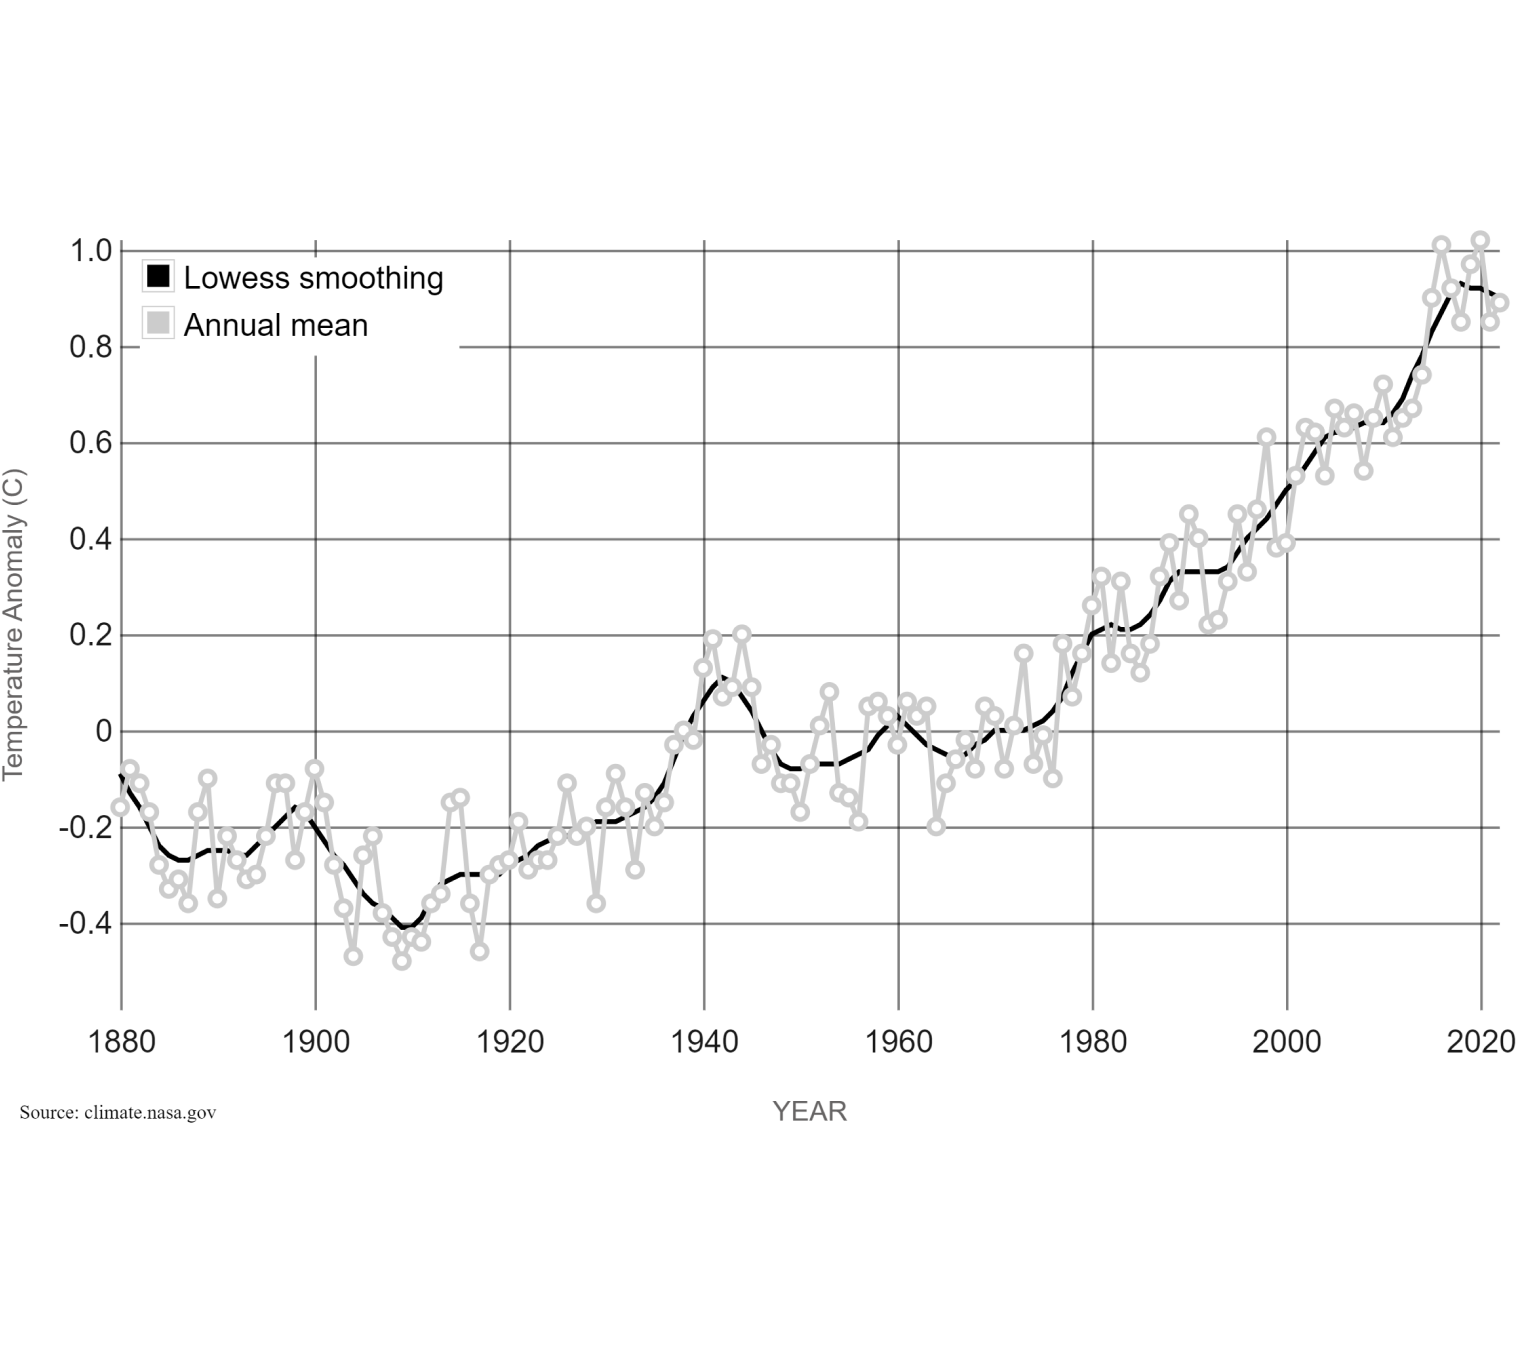 1.0
Lowess smoothing
Annual mean
0.8
0.6
0.4
0.2
0
-0.2
-0.4
Temperature Anomaly (C)
1880 1900 1920 1940 1960 1980 2000 2020
YEAR
Source: climate.nasa.gov